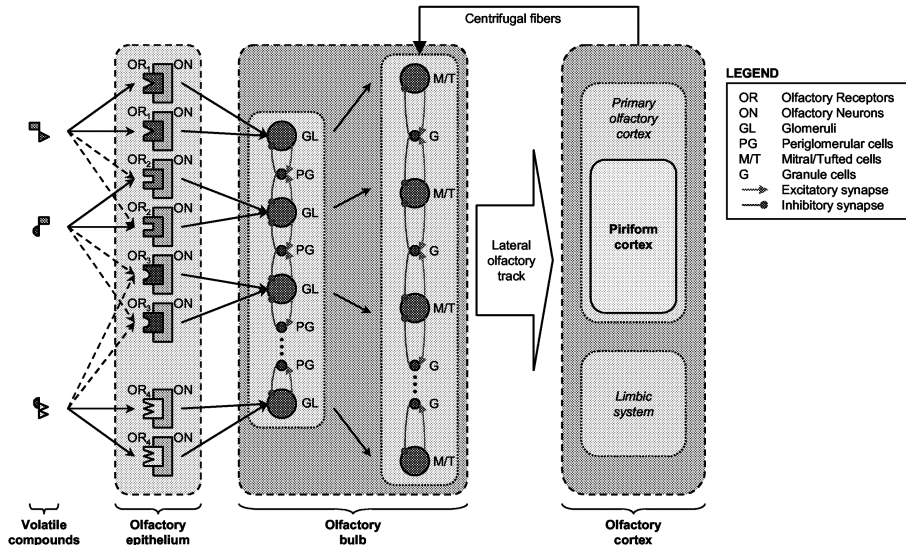 Centrifugal fibers
OR1 ON
OR1 ON
OR2 ON
OR2 ON
OR3 ON
OR3 ON
OR4 ON
OR4 ON
GL
PG
GL
PG
GL
PG
PG
GL
M/T
G
M/T
G
M/T
G
G
M/T
Lateral
olfactory
track
Primary
olfactory
cortex
Piriform
cortex
Limbic
system
LEGEND
OR Olfactory Receptors
ON Olfactory Neurons
GL Glomeruli
PG Periglomerular cells
M/T Mitral/Tufted cells
G Granule cells
Excitatory synapse
Inhibitory synapse
Volatile
compounds
Olfactory
epithelium
Olfactory
bulb
Olfactory
cortex